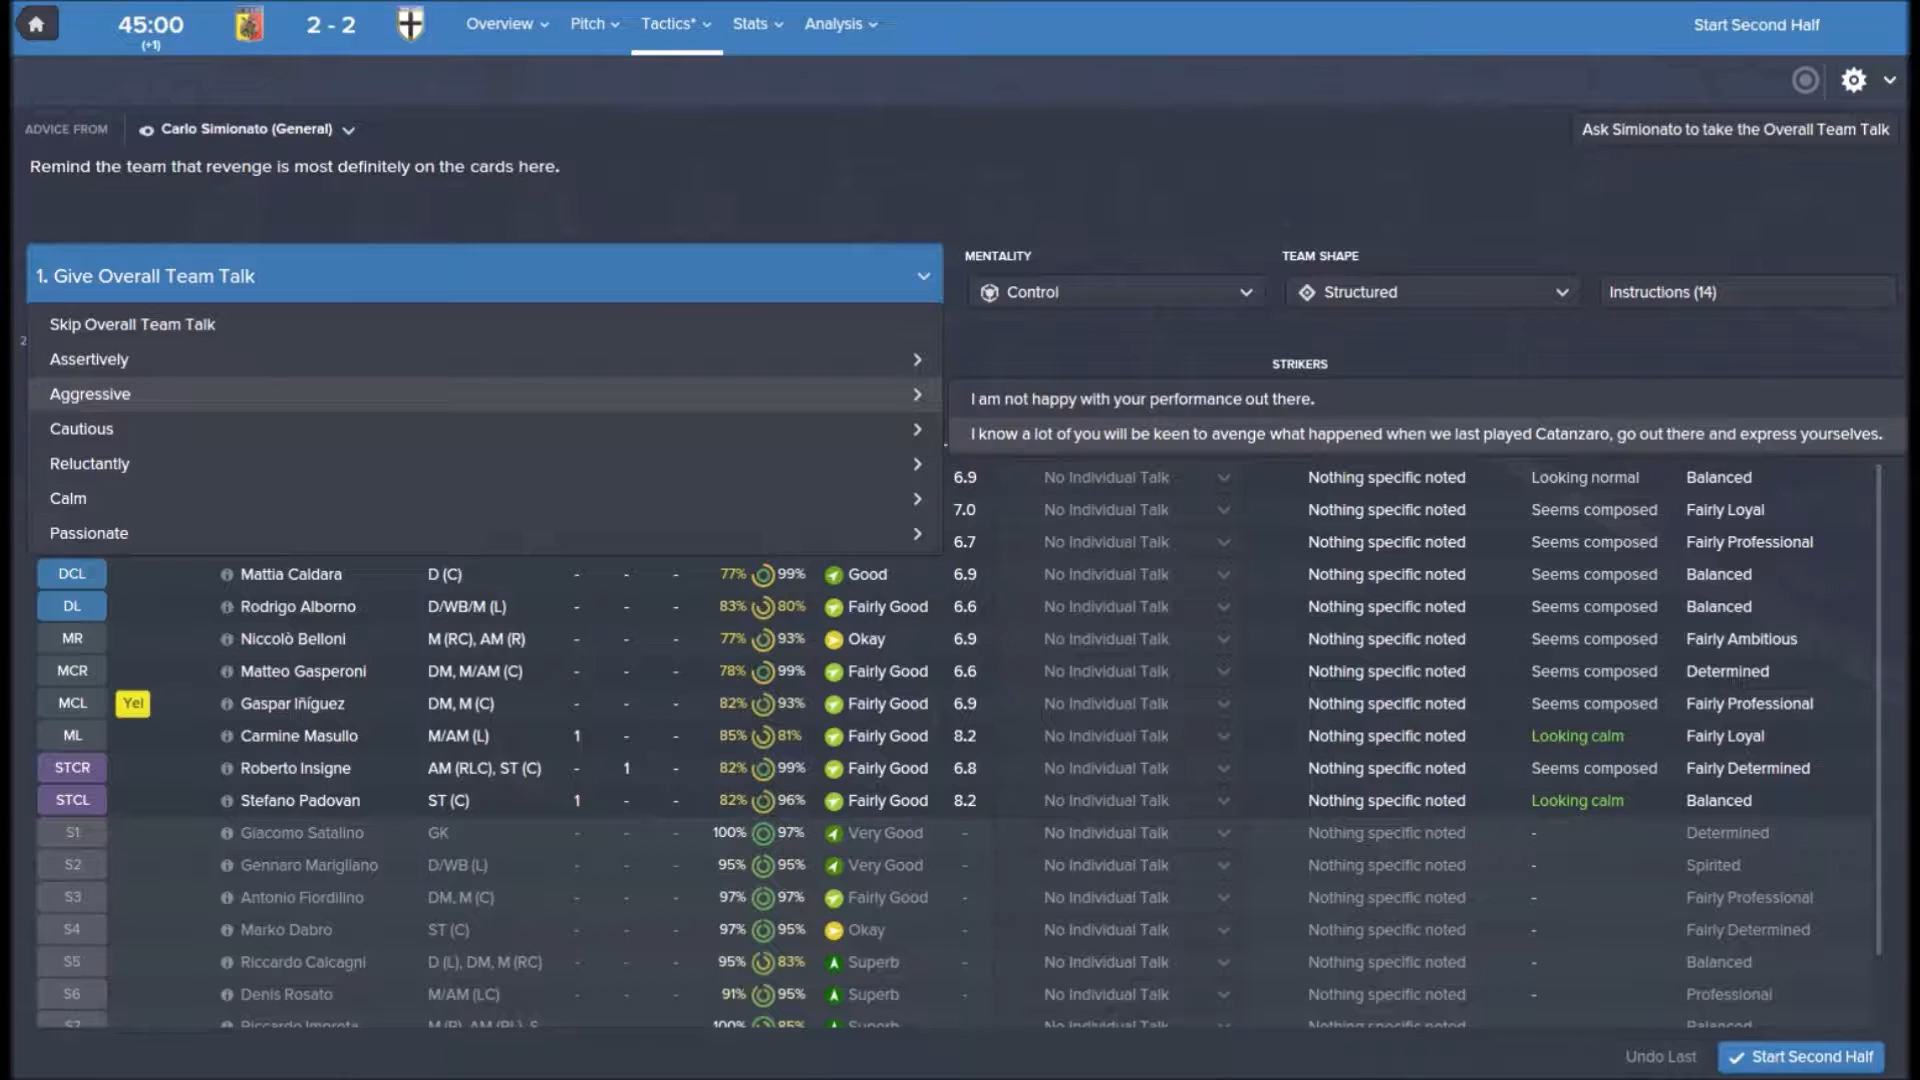 45:00
(+1)
2 - 2
Overview
Pitch
Tactics*
Stats
Analysis
Start Second Half
ADVICE FROM
Carlo Simionato (General)
Ask Simionato to take the Overall Team Talk
Remind the team that revenge is most definitely on the cards here.
1. Give Overall Team Talk
MENTALITY
TEAM SHAPE
Control
Structured
Instructions (14)
Skip Overall Team Talk
2
Assertively
STRIKERS
Aggressive
I am not happy with your performance out there.
Cautious
I know a lot of you will be keen to avenge what happened when we last played Catanzaro, go out there and express yourselves.
Reluctantly
6.9 No Individual Talk Nothing specific noted Looking normal Balanced
Calm
7.0 No Individual Talk Nothing specific noted Seems composed Fairly Loyal
Passionate
6.7 No Individual Talk Nothing specific noted Seems composed Fairly Professional
DCL Mattia Caldara D (C) - - - 77% 99% Good 6.9 No Individual Talk Nothing specific noted Seems composed Balanced
DL Rodrigo Alborno D/WB/M (L) - - - 83% 80% Fairly Good 6.6 No Individual Talk Nothing specific noted Seems composed Balanced
MR Niccolò Belloni M (RC), AM (R) - - - 77% 93% Okay 6.9 No Individual Talk Nothing specific noted Seems composed Fairly Ambitious
MCR Matteo Gasperoni DM, M/AM (C) - - - 78% 99% Fairly Good 6.6 No Individual Talk Nothing specific noted Seems composed Determined
MCL Yel Gaspar Iñíguez DM, M (C) - - - 82% 93% Fairly Good 6.9 No Individual Talk Nothing specific noted Seems composed Fairly Professional
ML Carmine Masullo M/AM (L) 1 - - 85% 81% Fairly Good 8.2 No Individual Talk Nothing specific noted Looking calm Fairly Loyal
STCR Roberto Insigne AM (RLC), ST (C) - 1 - 82% 99% Fairly Good 6.8 No Individual Talk Nothing specific noted Seems composed Fairly Determined
STCL Stefano Padovan ST (C) 1 - - 82% 96% Fairly Good 8.2 No Individual Talk Nothing specific noted Looking calm Balanced
S1 Giacomo Satalino GK - - - 100% 97% Very Good - No Individual Talk Nothing specific noted - Determined
S2 Gennaro Marigliano D/WB (L) - - - 95% 95% Very Good - No Individual Talk Nothing specific noted - Spirited
S3 Antonio Fiordilino DM, M (C) - - - 97% 97% Fairly Good - No Individual Talk Nothing specific noted - Fairly Professional
S4 Marko Dabro ST (C) - - - 97% 95% Okay - No Individual Talk Nothing specific noted - Fairly Determined
S5 Riccardo Calcagni D (L), DM, M (RC) - - - 95% 83% Superb - No Individual Talk Nothing specific noted - Balanced
S6 Denis Rosato M/AM (LC) - - - 91% 95% Superb - No Individual Talk Nothing specific noted - Professional
S7 Riccardo Improta M (R), AM (RL), S 100% 85% Superb No Individual Talk Nothing specific noted Balanced
Undo Last
Start Second Half